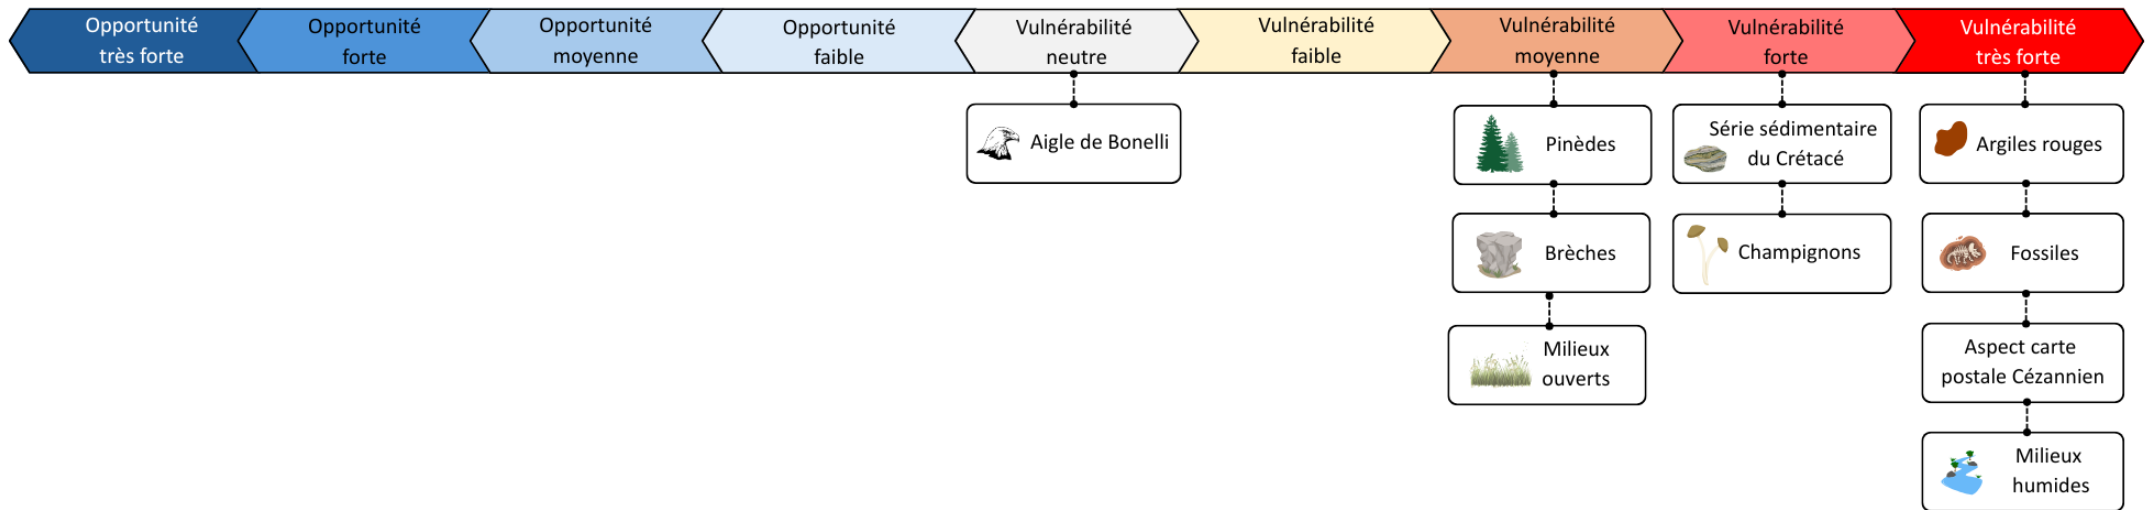 Opportunité
très forte
Opportunité
forte
Opportunité
moyenne
Opportunité
faible
Vulnérabilité
neutre
Vulnérabilité
faible
Vulnérabilité
moyenne
Vulnérabilité
forte
Vulnérabilité
très forte
Aigle de Bonelli
Pinèdes
Brèches
Milieux
ouverts
Série sédimentaire
du Crétacé
Champignons
Argiles rouges
Fossiles
Aspect carte
postale Cézannien
Milieux
humides